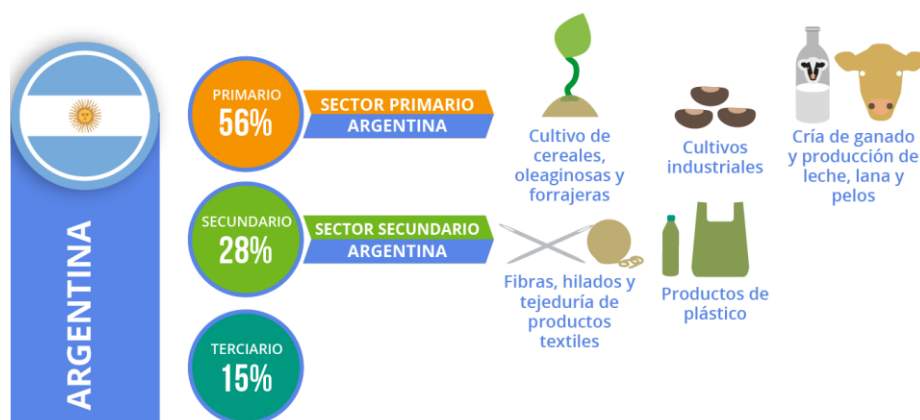 ARGENTINA
PRIMARIO
56%
SECTOR PRIMARIO
ARGENTINA
Cultivo de
cereales,
oleaginosas y
forrajeras
Cultivos
industriales
Cría de ganado
y producción de
leche, lana y
pelos
SECUNDARIO
28%
SECTOR SECUNDARIO
ARGENTINA
Fibras, hilados y
tejeduría de
productos
textiles
Productos de
plástico
TERCIARIO
15%